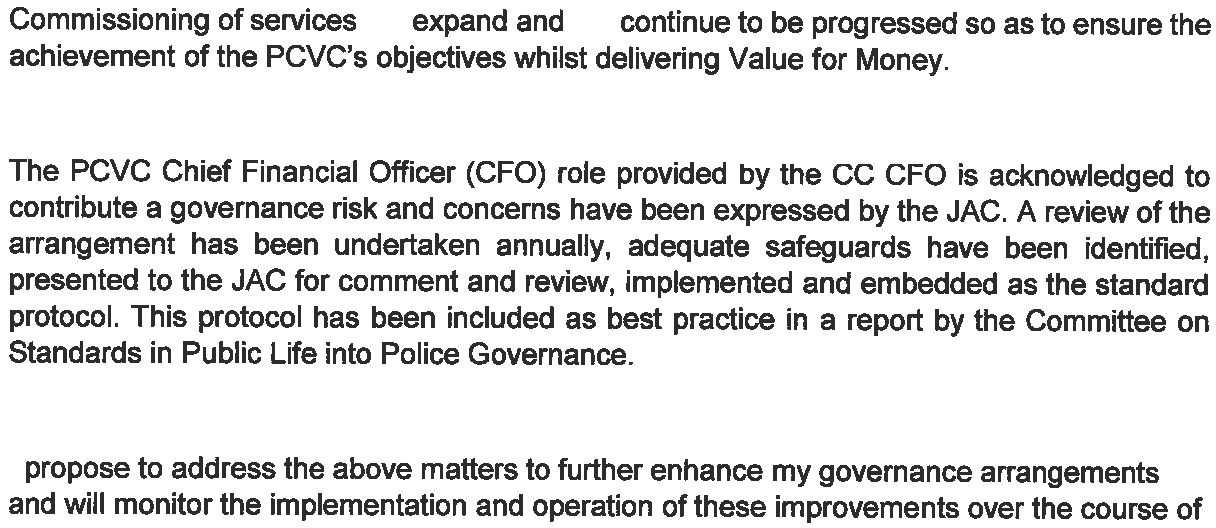 Commissioning of services expand and continue to be progressed so as to ensure the
achievement of the PCVC's objectives whilst delivering Value for Money.
The PCVC Chief Financial Officer (CFO) role provided by the CC CFO is acknowledged to
contribute a governance risk and concerns have been expressed by the JAC. A review of the
arrangement has been undertaken annually, adequate safeguards have been identified,
presented to the JAC for comment and review, implemented and embedded as the standard
protocol. This protocol has been included as best practice in a report by the Committee on
Standards in Public Life into Police Governance.
propose to address the above matters to further enhance my governance arrangements
and will monitor the implementation and operation of these improvements over the course of